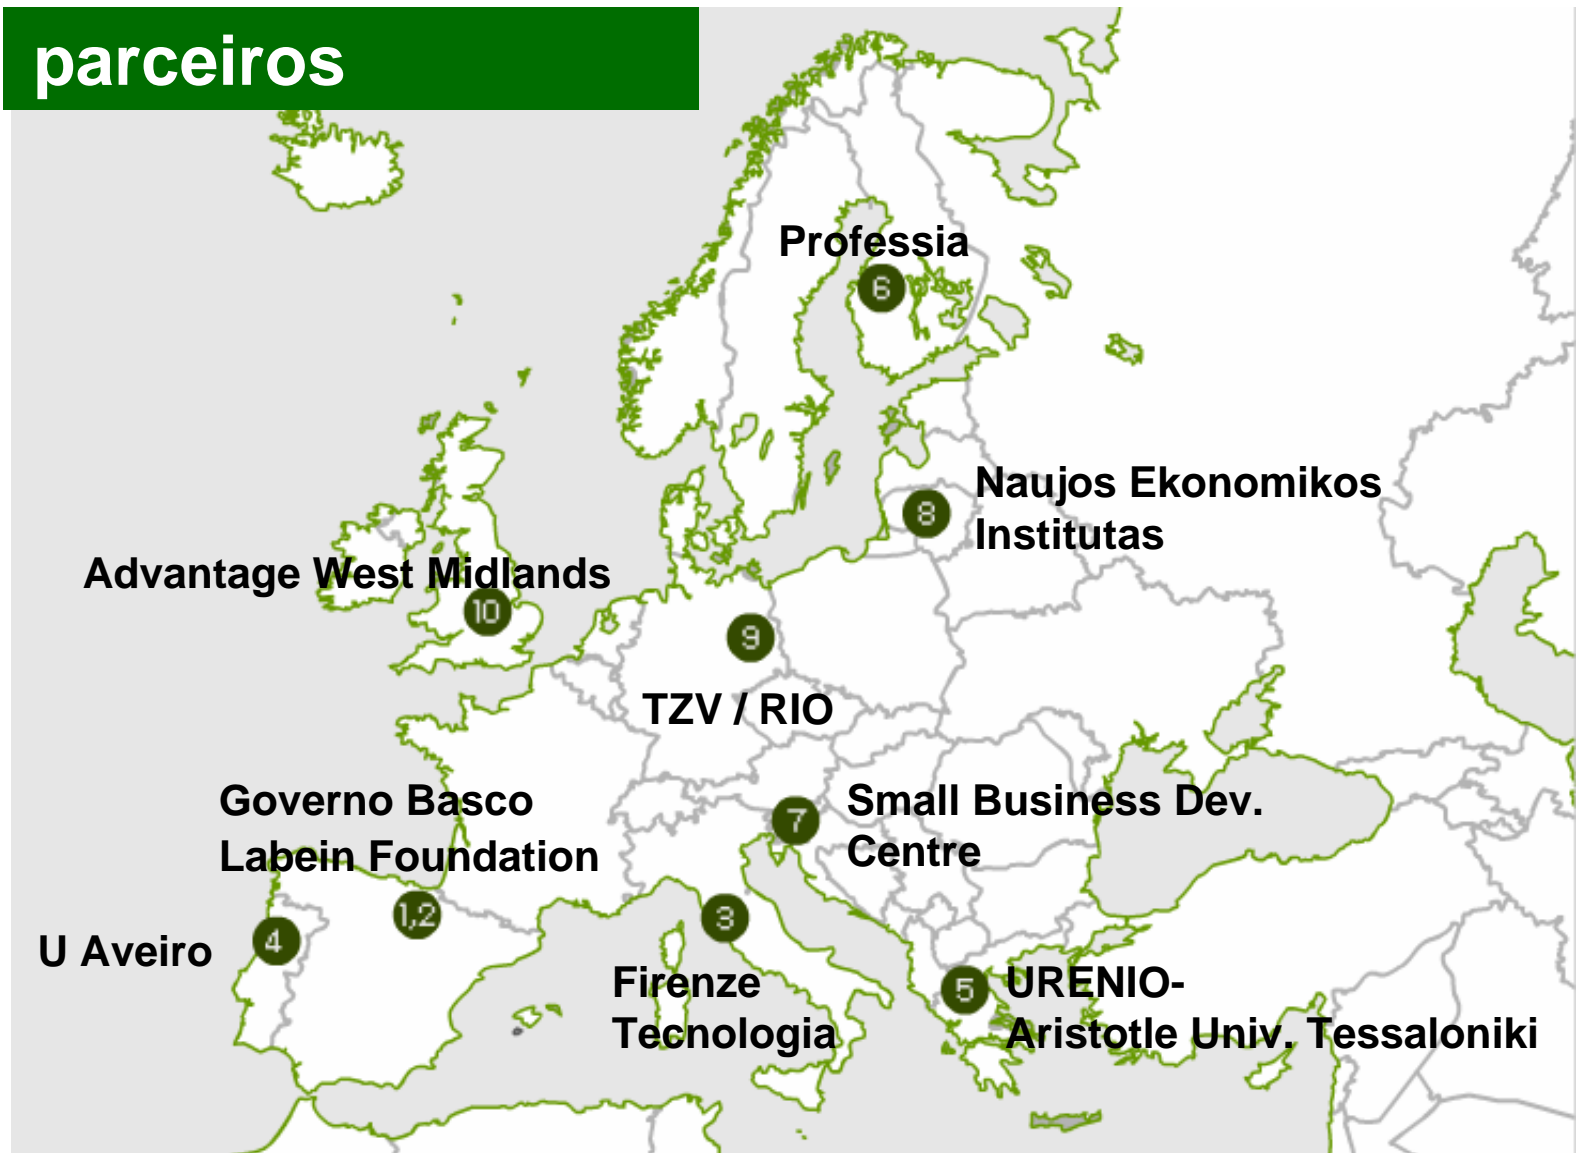 parceiros
Professia
6
Naujos Ekonomikos
Institutas
8
Advantage West Midlands
10
9
TZV / RIO
Governo Basco
Labein Foundation
1,2
7
Small Business Dev.
Centre
U Aveiro
4
3
Firenze
Tecnologia
5
URENIO-
Aristotle Univ. Tessaloniki